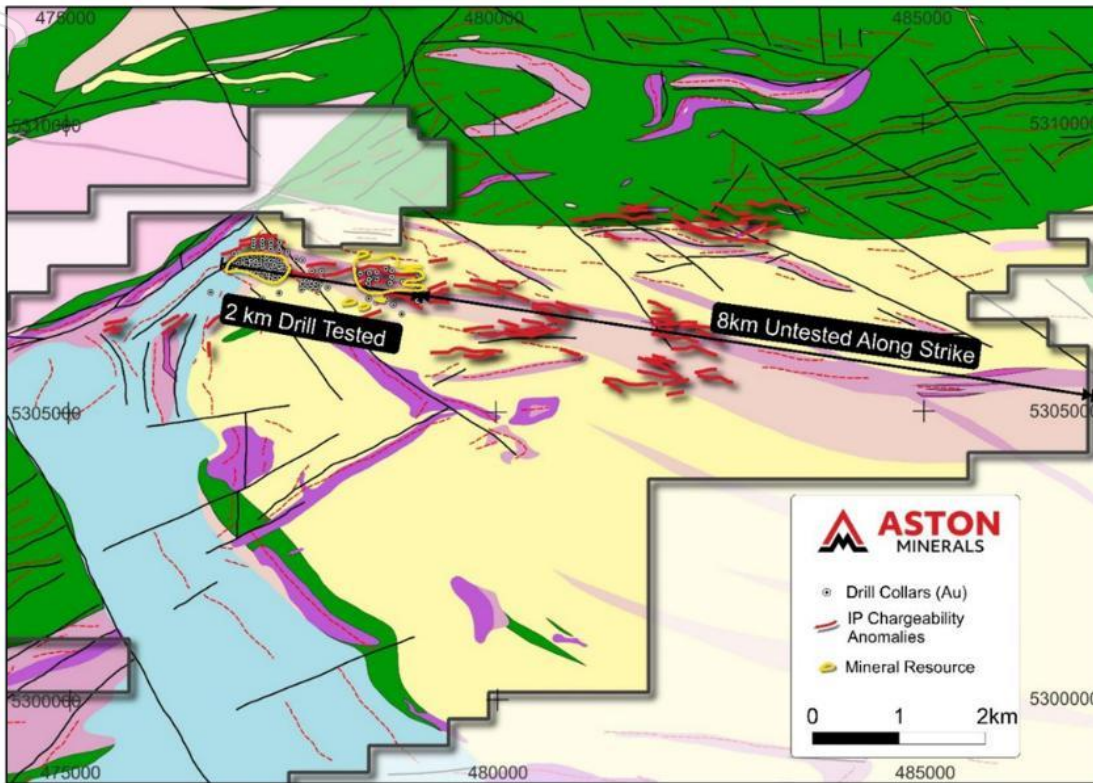 475000
480000
485000
5310000
5310000
2 km Drill Tested
8km Untested Along Strike
5305000
5305000
ASTON
MINERALS
Drill Collars (Au)
IP Chargeability
Anomalies
Mineral Resource
0 1 2km
5300000
5300000
475000
480000
485000